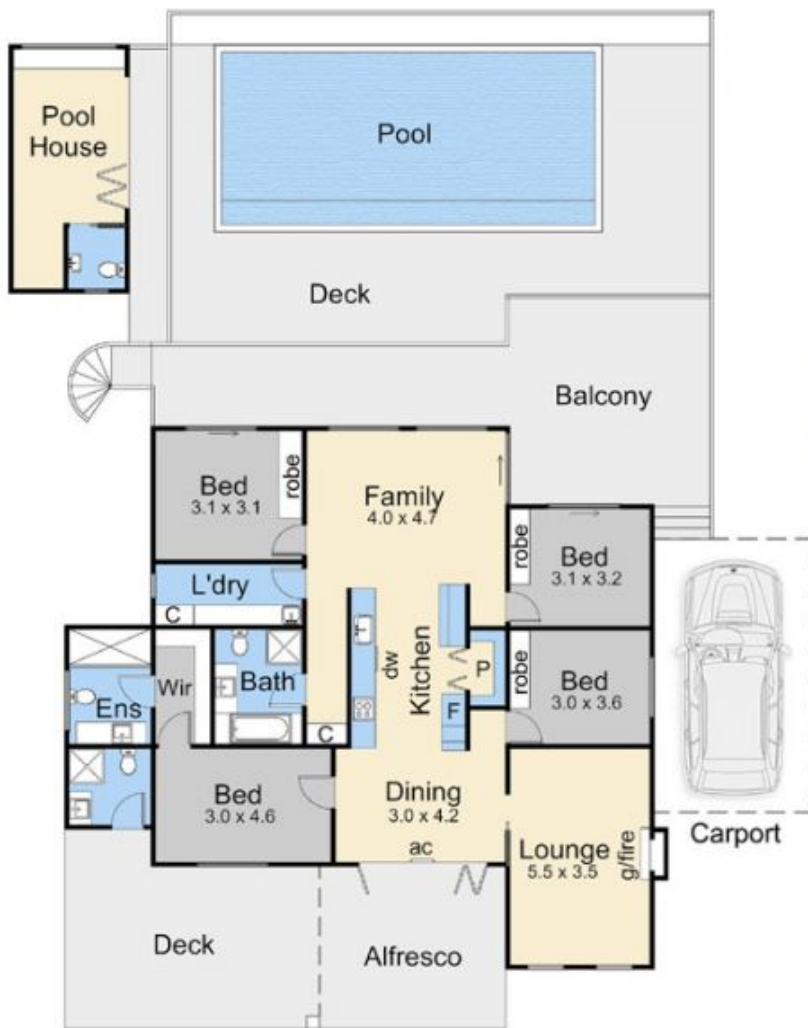 Pool
House
Pool
Deck
Balcony
Bed
3.1 x 3.1
robe
Family
4.0 x 4.7
robe
Bed
3.1 x 3.2
L'dry
C
Wir
Bath
Ens
dw
Kitchen
P
F
C
robe
Bed
3.0 x 3.6
Bed
3.0 x 4.6
Dining
3.0 x 4.2
ac
Lounge
5.5 x 3.5
g/fire
Carport
Deck
Alfresco